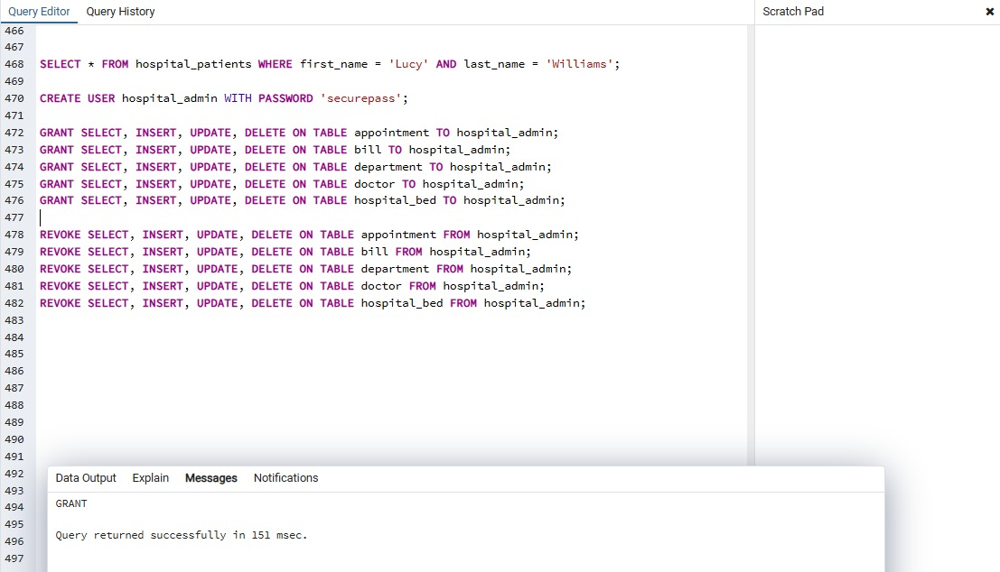 Query Editor Query History Scratch Pad ×
466
467
468 SELECT * FROM hospital_patients WHERE first_name = 'Lucy' AND last_name = 'Williams';
469
470 CREATE USER hospital_admin WITH PASSWORD 'securepass';
471
472 GRANT SELECT, INSERT, UPDATE, DELETE ON TABLE appointment TO hospital_admin;
473 GRANT SELECT, INSERT, UPDATE, DELETE ON TABLE bill TO hospital_admin;
474 GRANT SELECT, INSERT, UPDATE, DELETE ON TABLE department TO hospital_admin;
475 GRANT SELECT, INSERT, UPDATE, DELETE ON TABLE doctor TO hospital_admin;
476 GRANT SELECT, INSERT, UPDATE, DELETE ON TABLE hospital_bed TO hospital_admin;
477
478 REVOKE SELECT, INSERT, UPDATE, DELETE ON TABLE appointment FROM hospital_admin;
479 REVOKE SELECT, INSERT, UPDATE, DELETE ON TABLE bill FROM hospital_admin;
480 REVOKE SELECT, INSERT, UPDATE, DELETE ON TABLE department FROM hospital_admin;
481 REVOKE SELECT, INSERT, UPDATE, DELETE ON TABLE doctor FROM hospital_admin;
482 REVOKE SELECT, INSERT, UPDATE, DELETE ON TABLE hospital_bed FROM hospital_admin;
483
484
485
486
487
488
489
490
491
492
493
494
495
496
497
Data Output Explain Messages Notifications
GRANT
Query returned successfully in 151 msec.